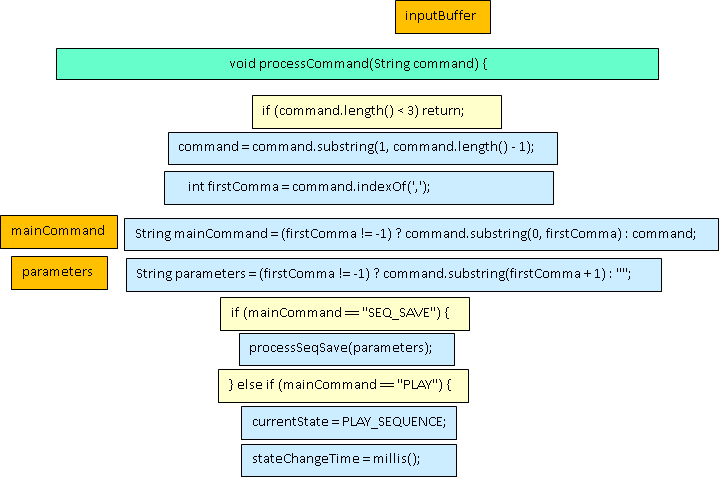 inputBuffer
void processCommand(String command) {
if (command.length() < 3) return;
command = command.substring(1, command.length() - 1);
int firstComma = command.indexOf(',');
mainCommand String mainCommand = (firstComma != -1) ? command.substring(0, firstComma) : command;
parameters String parameters = (firstComma != -1) ? command.substring(firstComma + 1) : "";
if (mainCommand == "SEQ_SAVE") {
processSeqSave(parameters);
} else if (mainCommand == "PLAY") {
currentState = PLAY_SEQUENCE;
stateChangeTime = millis();